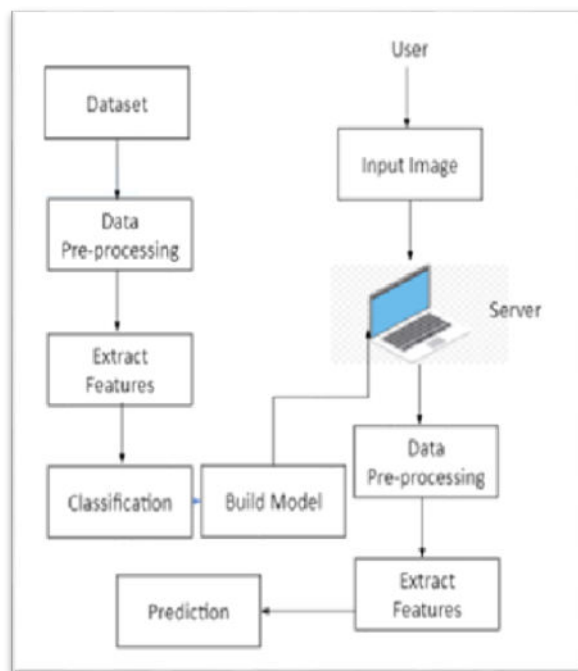 User
Dataset
Input Image
Data
Pre-processing
Server
Extract
Features
Data
Pre-processing
Classification
Build Model
Extract
Features
Prediction